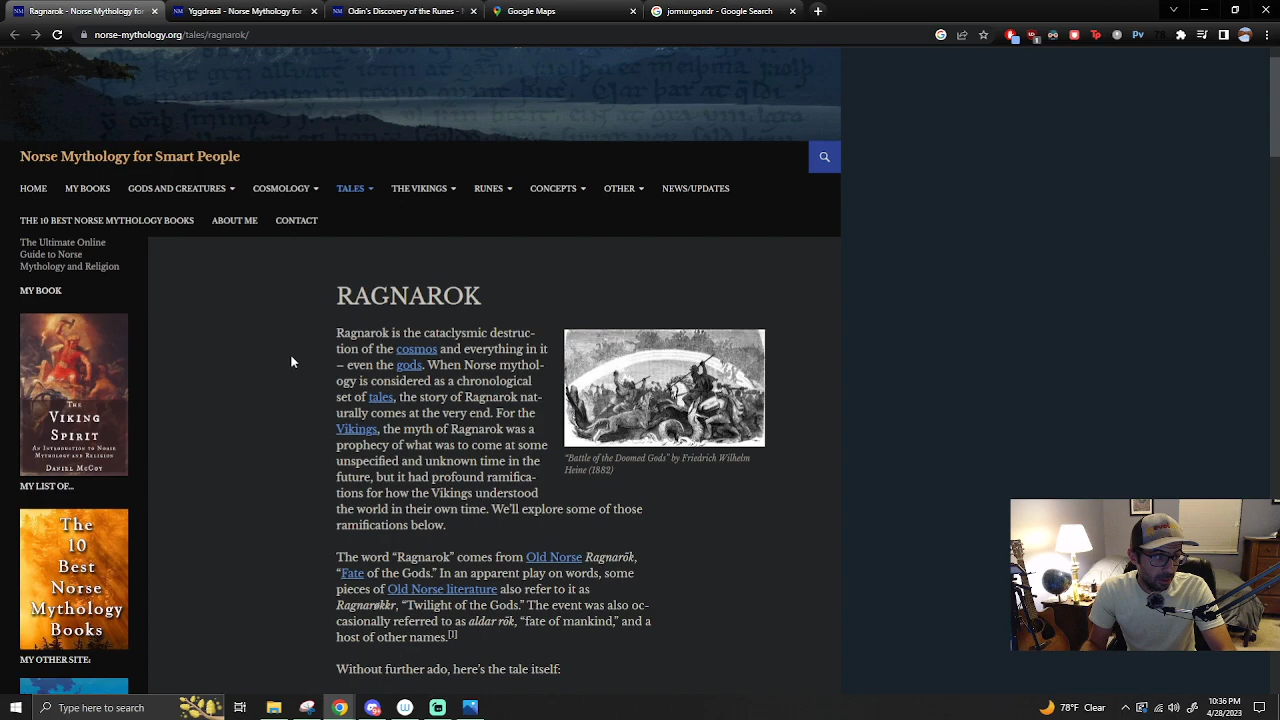 Ragnarok - Norse Mythology for S
Yggdrasil - Norse Mythology for
Odin's Discovery of the Runes - N
Google Maps
jormungandr - Google Search
norse-mythology.org/tales/ragnarok/
Norse Mythology for Smart People
HOME MY BOOKS GODS AND CREATURES COSMOLOGY TALES THE VIKINGS RUNES CONCEPTS OTHER NEWS/UPDATES
THE 10 BEST NORSE MYTHOLOGY BOOKS ABOUT ME CONTACT
The Ultimate Online
Guide to Norse
Mythology and Religion
MY BOOK
THE
VIKING
SPIRIT
AN INTRODUCTION TO NORSE
MYTHOLOGY AND RELIGION
DANIEL McCOY
MY LIST OF...
The
10
Best
Norse
Mythology
Books
MY OTHER SITE:
RAGNAROK
Ragnarok is the cataclysmic destruc-
tion of the cosmos and everything in it
– even the gods. When Norse mythol-
ogy is considered as a chronological
set of tales, the story of Ragnarok nat-
urally comes at the very end. For the
Vikings, the myth of Ragnarok was a
prophecy of what was to come at some
unspecified and unknown time in the
future, but it had profound ramifica-
tions for how the Vikings understood
the world in their own time. We'll explore some of those
ramifications below.
"Battle of the Doomed Gods" by Friedrich Wilhelm
Heine (1882)
The word "Ragnarok" comes from Old Norse Ragnarök,
"Fate of the Gods." In an apparent play on words, some
pieces of Old Norse literature also refer to it as
Ragnarøkkr, "Twilight of the Gods." The event was also oc-
casionally referred to as aldar rök, "fate of mankind," and a
host of other names.[1]
Without further ado, here's the tale itself:
Type here to search
78°F Clear
10:36 PM
4/28/2023